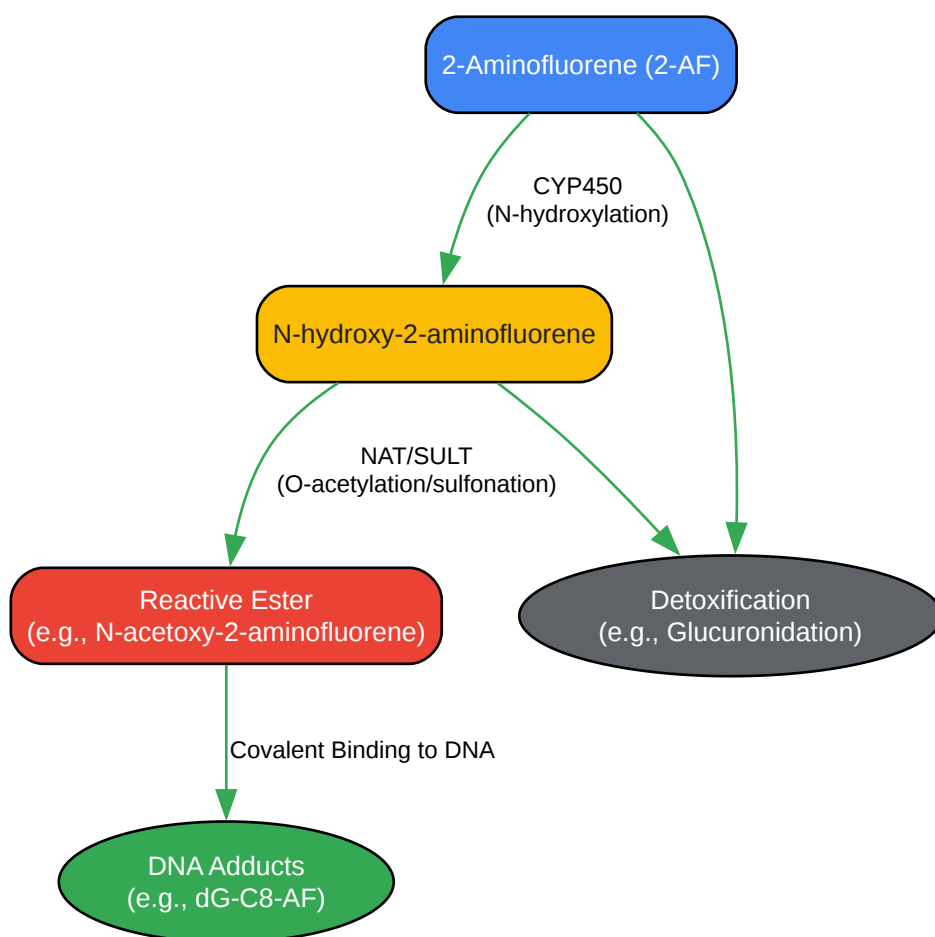 2-Aminofluorene (2-AF)
CYP450
(N-hydroxylation)
N-hydroxy-2-aminofluorene
NAT/SULT
(O-acetylation/sulfonation)
Reactive Ester
(e.g., N-acetoxy-2-aminofluorene)
Detoxification
(e.g., Glucuronidation)
Covalent Binding to DNA
DNA Adducts
(e.g., dG-C8-AF)